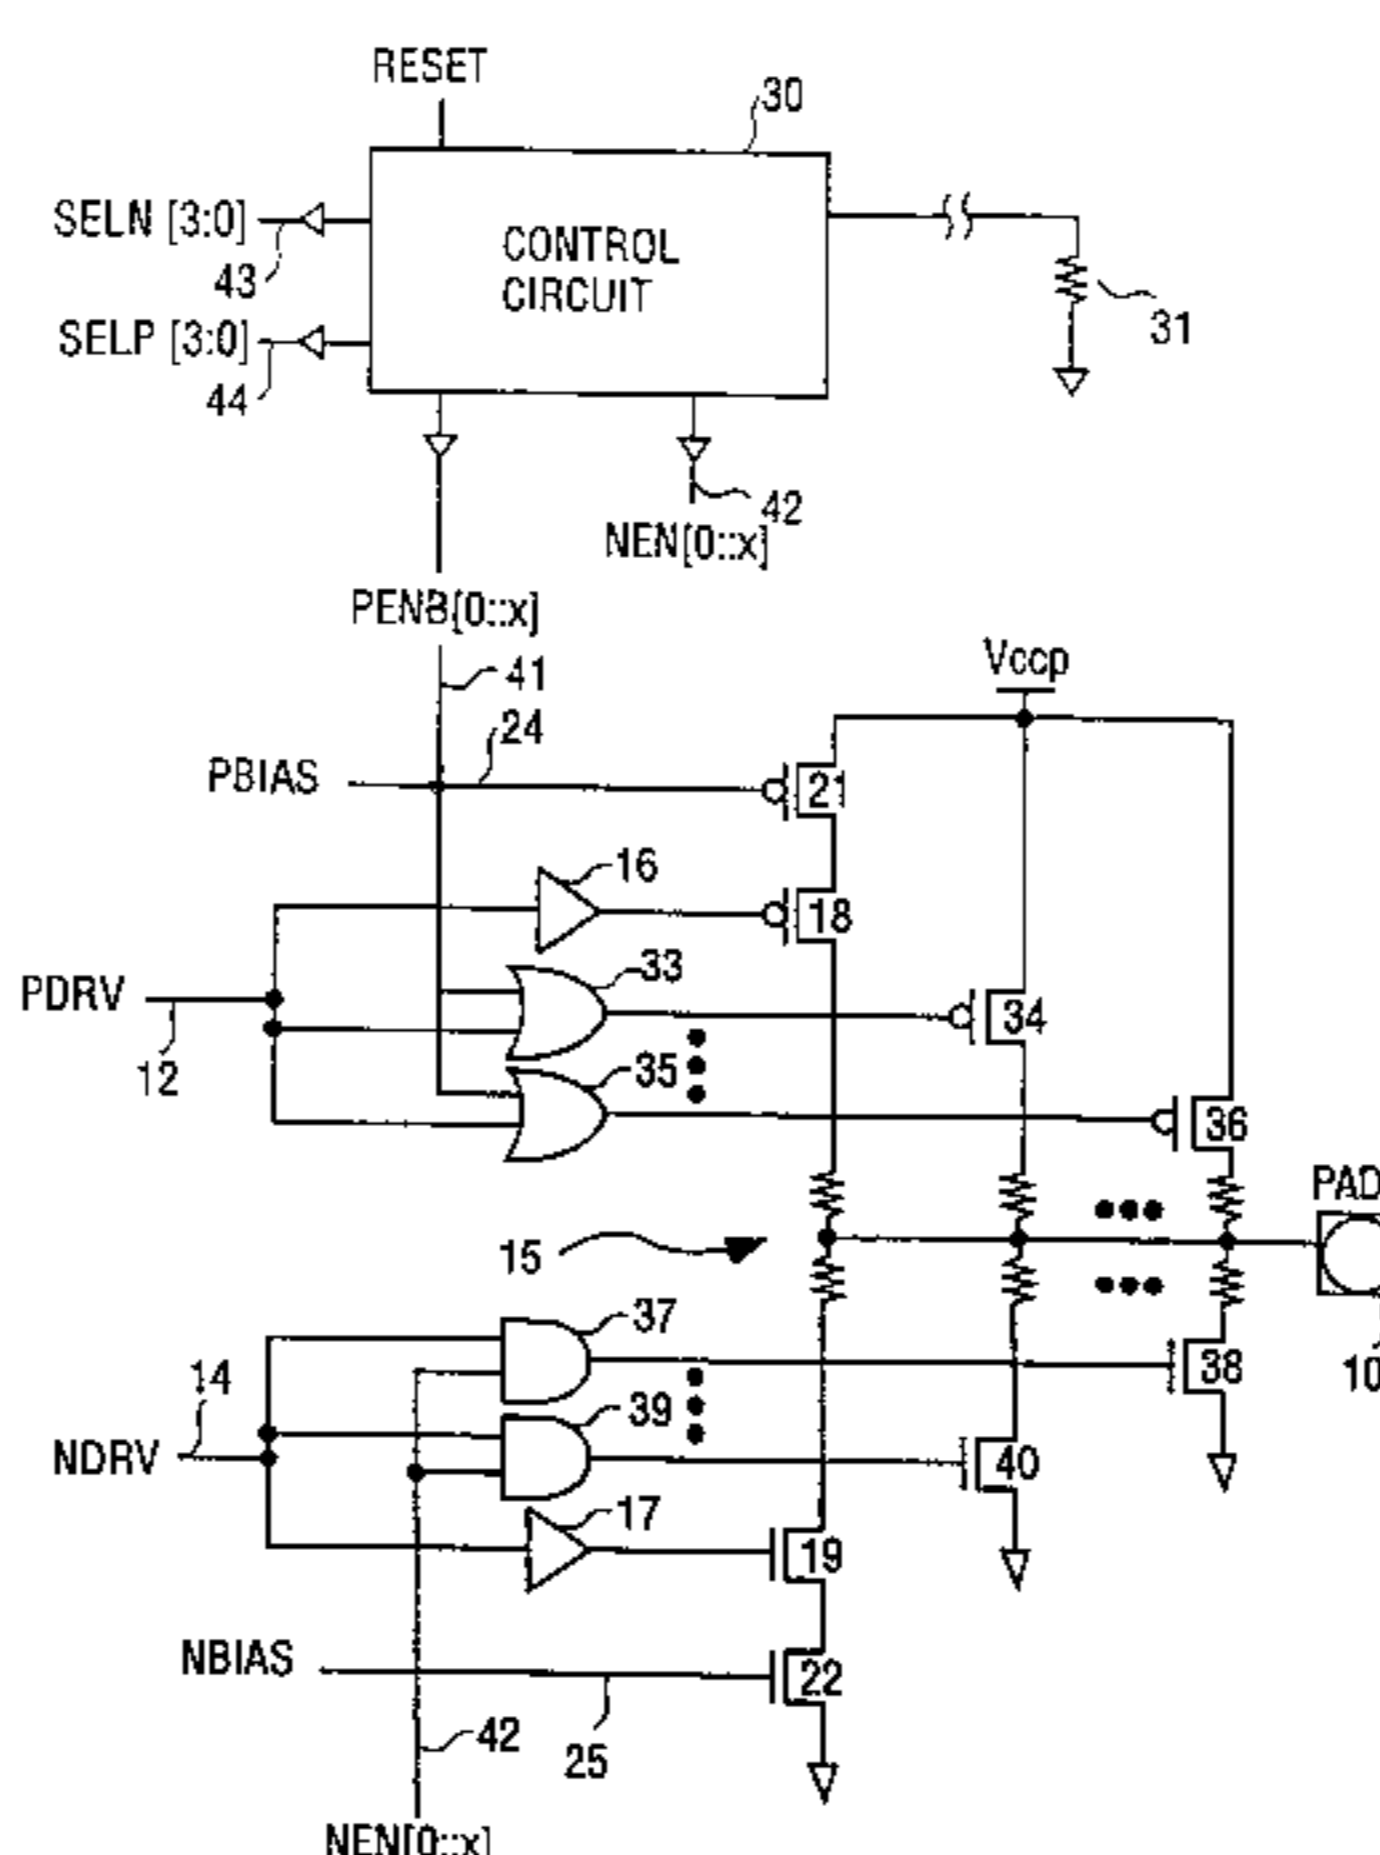 RESET
30
SELN [3:0]
43
CONTROL
CIRCUIT
SELP [3:0]
44
31
42
NEN[0::x]
PENB[0::x]
41
Vccp
24
PBIAS
21
16
18
33
PDRV
34
12
35
36
PAD
15
37
14
38
10
39
NDRV
40
17
19
NBIAS
22
42
25
NEN[0::x]